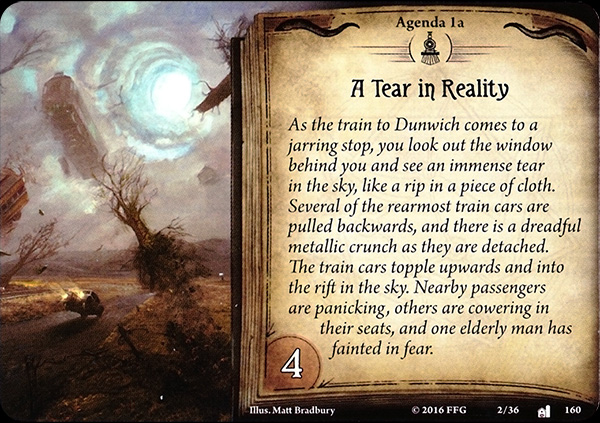 Agenda 1a
A Tear in Reality
As the train to Dunwich comes to a
jarring stop, you look out the window
behind you and see an immense tear
in the sky, like a rip in a piece of cloth.
Several of the rearmost train cars are
pulled backwards, and there is a dreadful
metallic crunch as they are detached.
The train cars topple upwards and into
the rift in the sky. Nearby passengers
are panicking, others are cowering in
their seats, and one elderly man has
fainted in fear.
4
Illus. Matt Bradbury © 2016 FFG 2/36 160